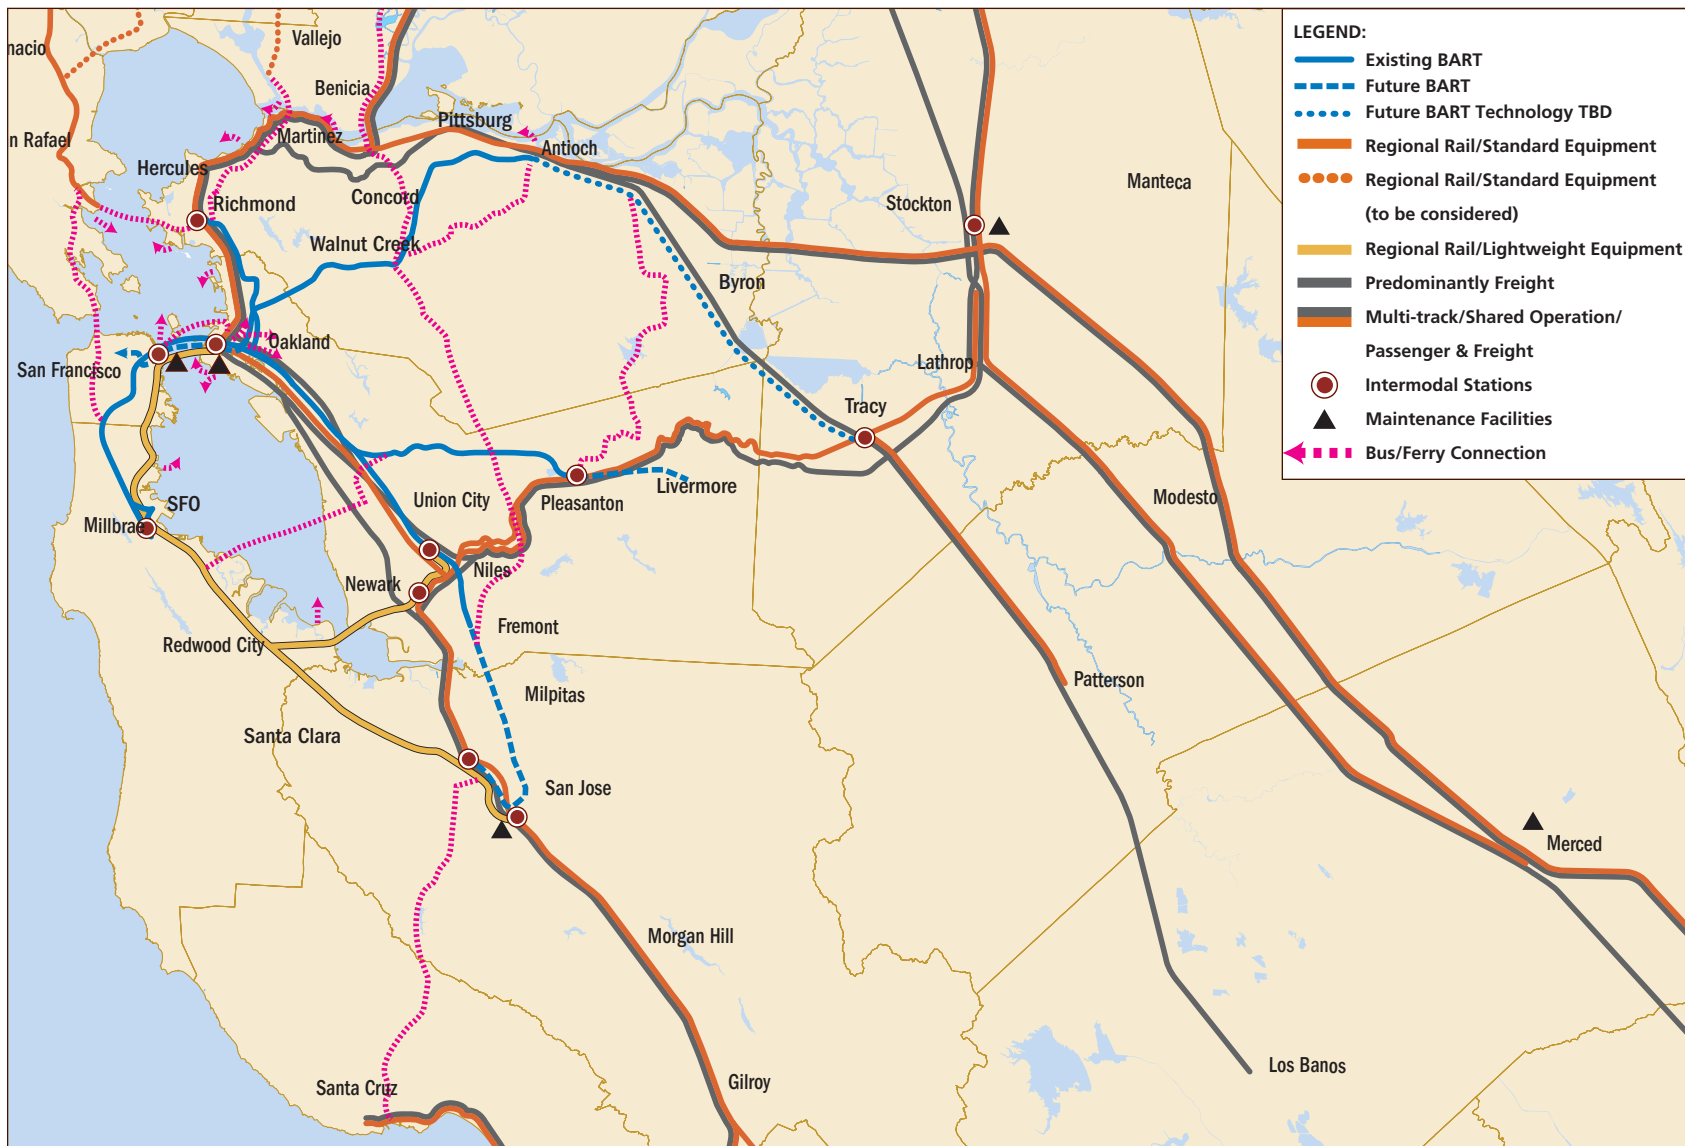 Vallejo
nacio
Benicia
Pittsburg
n Rafael
Martinez
Antioch
Hercules
Concord
Richmond
Stockton
Manteca
Walnut Creek
Byron
Oakland
San Francisco
Lathrop
Tracy
Livermore
Union City
Pleasanton
Modesto
SFO
Millbrae
Newark
Niles
Fremont
Redwood City
Milpitas
Patterson
Santa Clara
San Jose
Merced
Morgan Hill
Los Banos
Santa Cruz
Gilroy
LEGEND:
Existing BART
Future BART
Future BART Technology TBD
Regional Rail/Standard Equipment
Regional Rail/Standard Equipment
(to be considered)
Regional Rail/Lightweight Equipment
Predominantly Freight
Multi-track/Shared Operation/
Passenger & Freight
Intermodal Stations
Maintenance Facilities
Bus/Ferry Connection